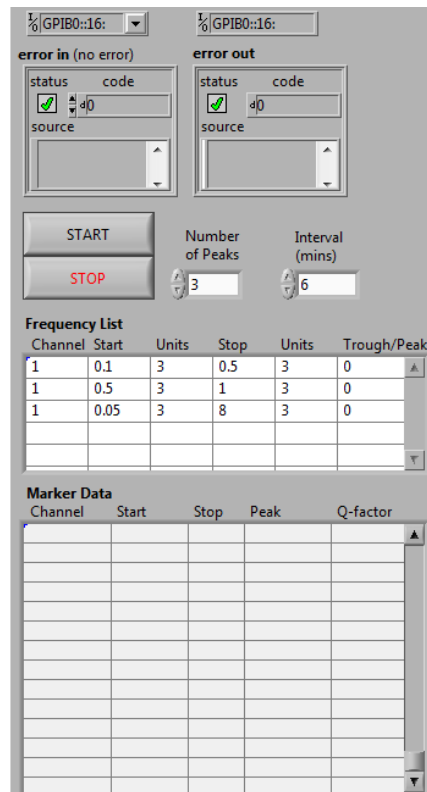 GPIB0::16: GPIB0::16:
error in (no error) error out
status code status code
d 0 d 0
source source
START Number of Peaks Interval (mins)
STOP 3 6
Frequency List
Channel Start Units Stop Units Trough/Peak
1 0.1 3 0.5 3 0
1 0.5 3 1 3 0
1 0.05 3 8 3 0
Marker Data
Channel Start Stop Peak Q-factor